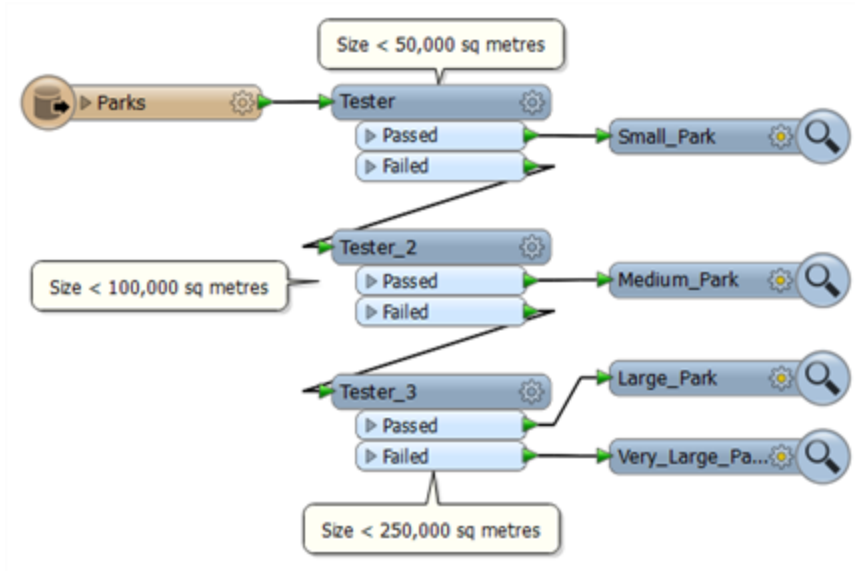 Size < 50,000 sq metres
Parks
Tester
Passed
Small_Park
Failed
Tester_2
Size < 100,000 sq metres
Passed
Medium_Park
Failed
Tester_3
Large_Park
Passed
Failed
Very_Large_Pa...
Size < 250,000 sq metres